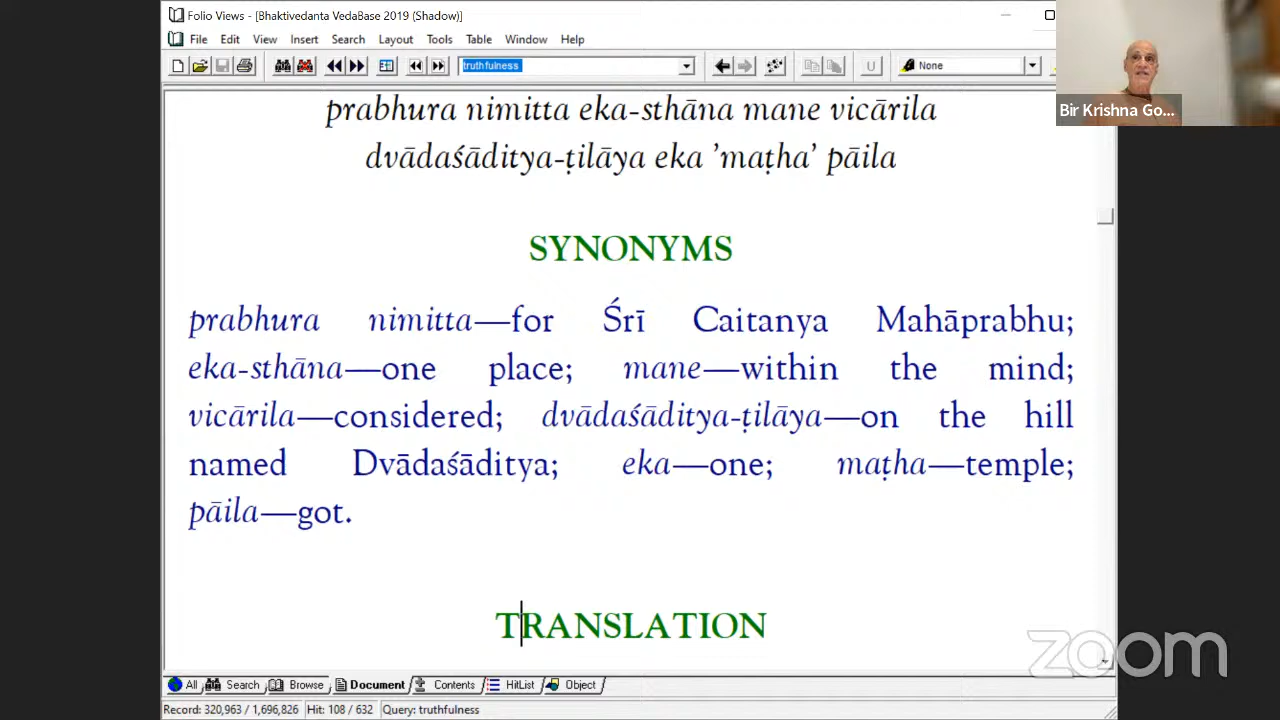 Folio Views - [Bhaktivedanta VedaBase 2019 (Shadow)]
File Edit View Insert Search Layout Tools Table Window Help
truthfulness
U
None
Bir Krishna Go...
prabhura nimitta eka-sthāna mane vicārila
dvādaśāditya-ṭilāya eka ’maṭha’ pāila
SYNONYMS
prabhura nimitta—for Śrī Caitanya Mahāprabhu;
eka-sthāna—one place; mane—within the mind;
vicārila—considered; dvādaśāditya-ṭilāya—on the hill
named Dvādaśāditya; eka—one; maṭha—temple;
pāila—got.
TRANSLATION
zoom
All Search Browse Document Contents HitList Object
Record: 320,963 / 1,696,826 Hit: 108 / 632 Query: truthfulness